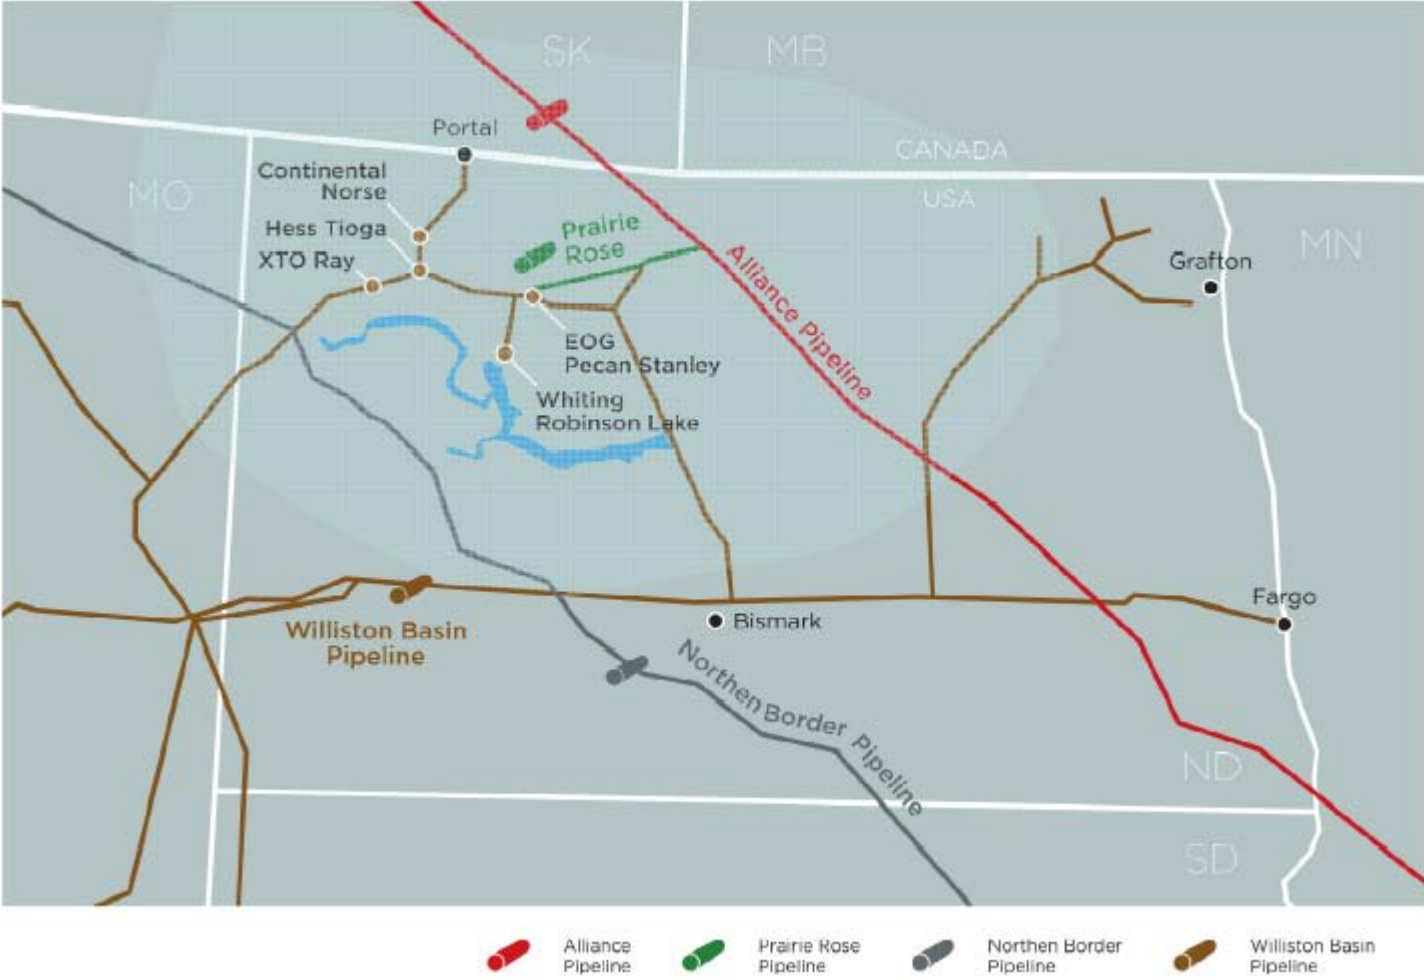 SK
MB
Portal
CANADA
Continental
Norse
MO
USA
Hess Tioga
Prairie
Rose
MN
XTO Ray
Grafton
Alliance Pipeline
EOG
Pecan Stanley
Whiting
Robinson Lake
Fargo
Bismark
Williston Basin
Pipeline
Northen Border Pipeline
ND
SD
Alliance
Pipeline
Prairie Rose
Pipeline
Northen Border
Pipeline
Williston Basin
Pipeline